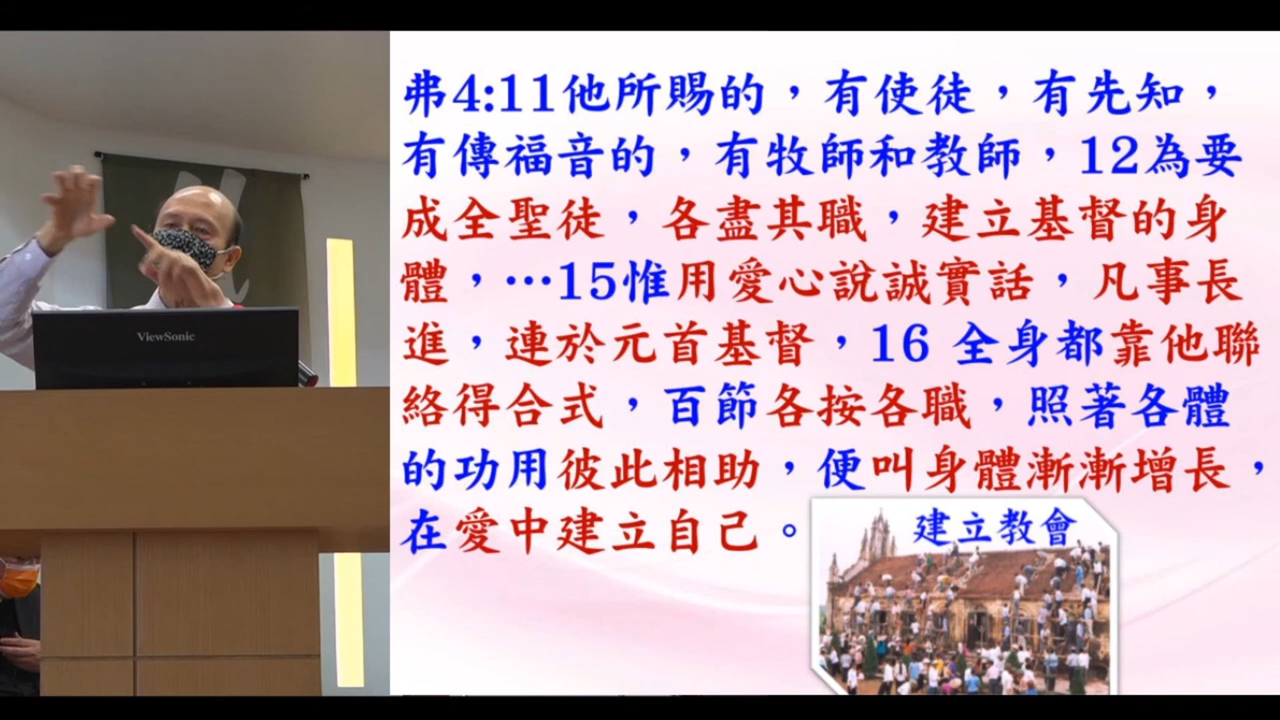 ViewSonic
弗4:11他所賜的，有使徒，有先知，
有傳福音的，有牧師和教師，12為要
成全聖徒，各盡其職，建立基督的身
體，…15惟用愛心說誠實話，凡事長
進，連於元首基督，16 全身都靠他聯
絡得合式，百節各按各職，照著各體
的功用彼此相助，便叫身體漸漸增長，
在愛中建立自己。
建立教會